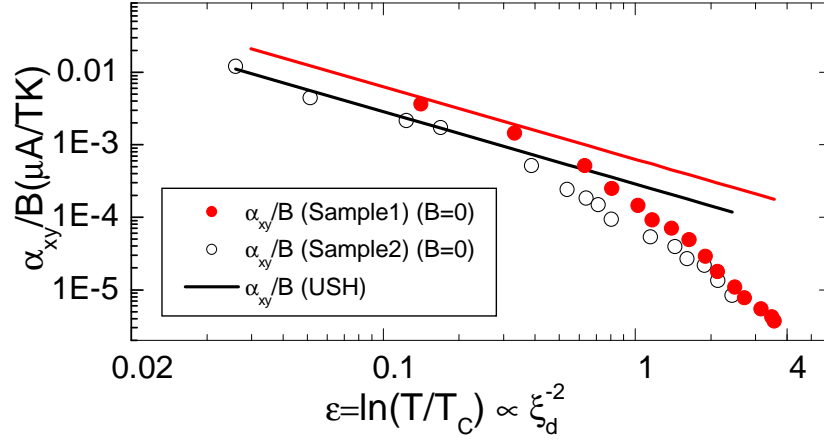 0.01
1E-3
1E-4
1E-5
α_xy/B(μA/TK)
α_xy/B (Sample1) (B=0)
α_xy/B (Sample2) (B=0)
α_xy/B (USH)
0.02 0.1 1 4
ε=ln(T/T_C) ∝ ξ_d^-2